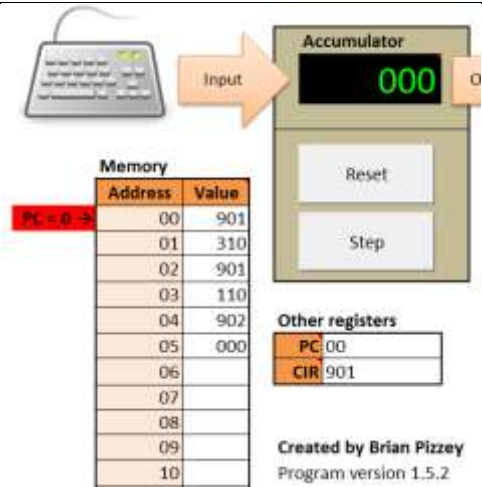 Accumulator
Input
000
O
Reset
Step
Memory
Address Value
PC = 0 → 00 901
01 310
02 901
03 110
04 902
05 000
06
07
08
09
10
Other registers
PC 00
CIR 901
Created by Brian Pizzey
Program version 1.5.2